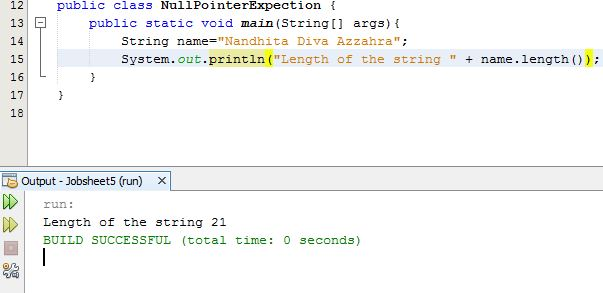 12 public class NullPointerExpection {
13 public static void main(String[] args){
14 String name="Nandhita Diva Azzahra";
15 System.out.println("Length of the string " + name.length());
16 }
17 }
18
Output - Jobsheet5 (run) X
run:
Length of the string 21
BUILD SUCCESSFUL (total time: 0 seconds)